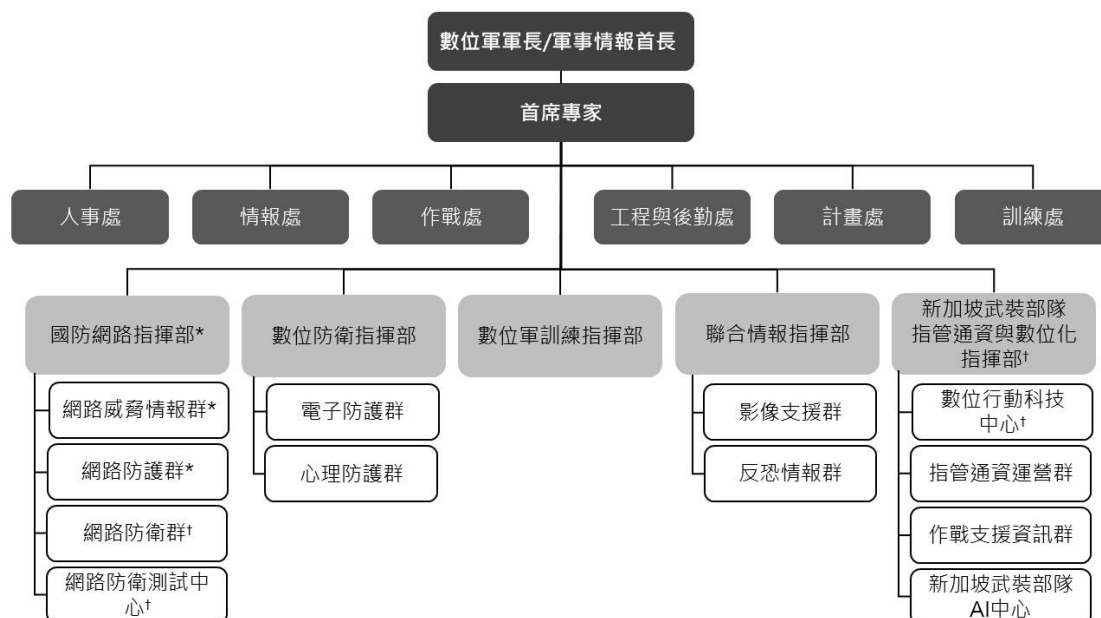 數位軍軍長/軍事情報首長
首席專家
人事處
情報處
作戰處
工程與後勤處
計畫處
訓練處
國防網路指揮部*
數位防衛指揮部
數位軍訓練指揮部
聯合情報指揮部
新加坡武裝部隊
指管通資與數位化
指揮部†
網路威脅情報群*
網路防護群*
網路防衛群†
網路防衛測試中
心†
電子防護群
心理防護群
影像支援群
反恐情報群
數位行動科技
中心†
指管通資運營群
作戰支援資訊群
新加坡武裝部隊
AI中心